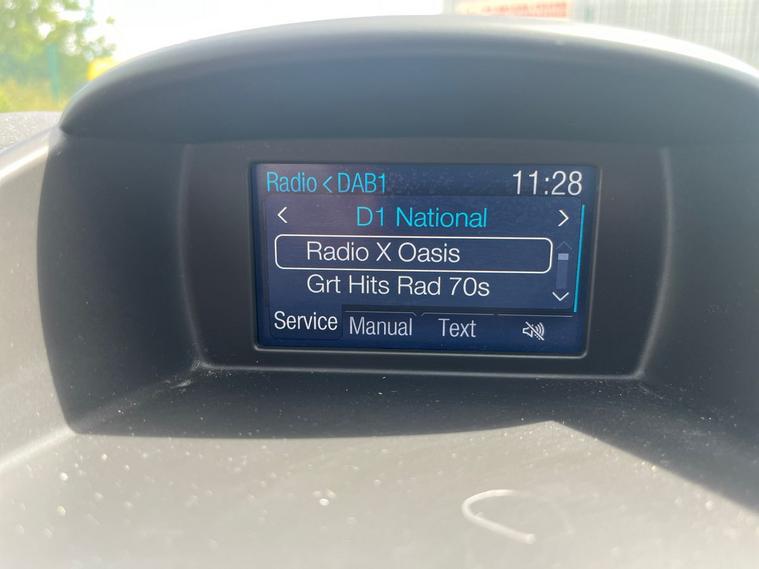 Radio < DAB1 11:28
< D1 National >
Radio X Oasis
Grt Hits Rad 70s
Service Manual Text